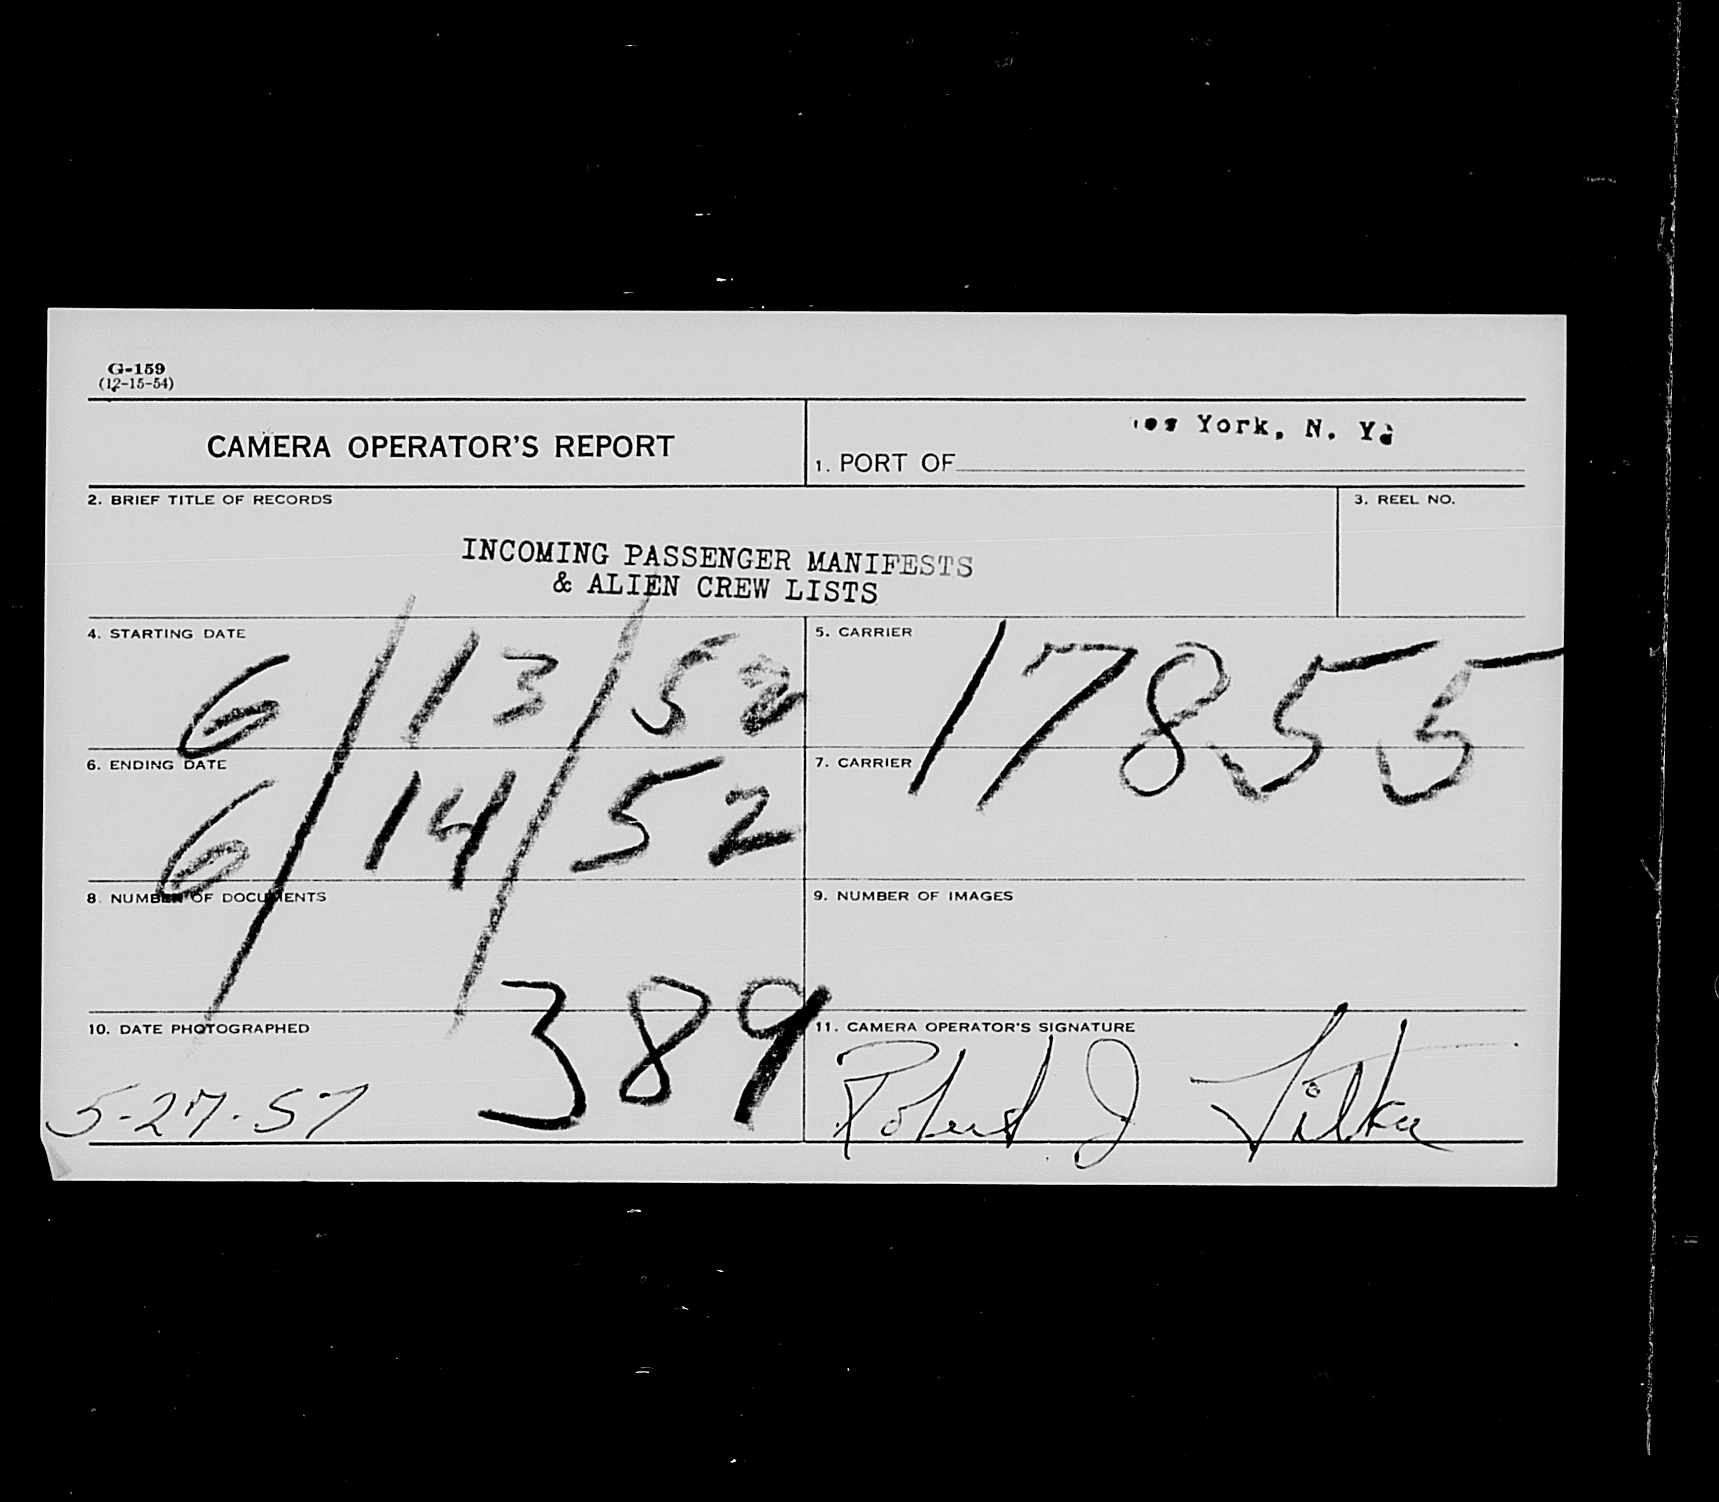 G-159
(12-15-54)
CAMERA OPERATOR'S REPORT
York, N. Y.
1. PORT OF
2. BRIEF TITLE OF RECORDS
3. REEL NO.
INCOMING PASSENGER MANIFESTS
& ALIEN CREW LISTS
4. STARTING DATE
6/13/52
5. CARRIER
17855
6. ENDING DATE
6/14/52
7. CARRIER
8. NUMBER OF DOCUMENTS
9. NUMBER OF IMAGES
389
10. DATE PHOTOGRAPHED
5-27-57
11. CAMERA OPERATOR'S SIGNATURE
Robert J